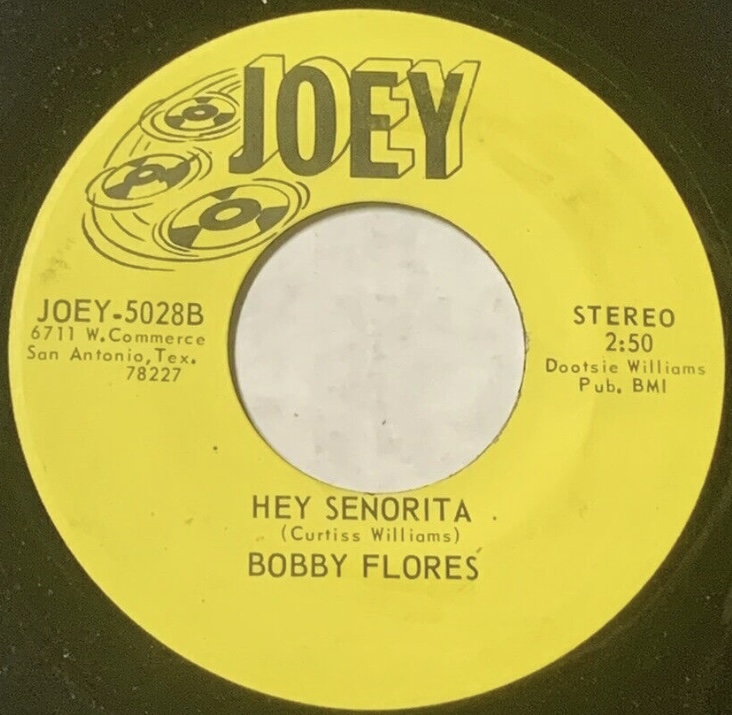 JOEY
JOEY-5028B
6711 W.Commerce
San Antonio,Tex.
78227
STEREO
2:50
Dootsie Williams
Pub. BMI
HEY SENORITA
(Curtiss Williams)
BOBBY FLORES